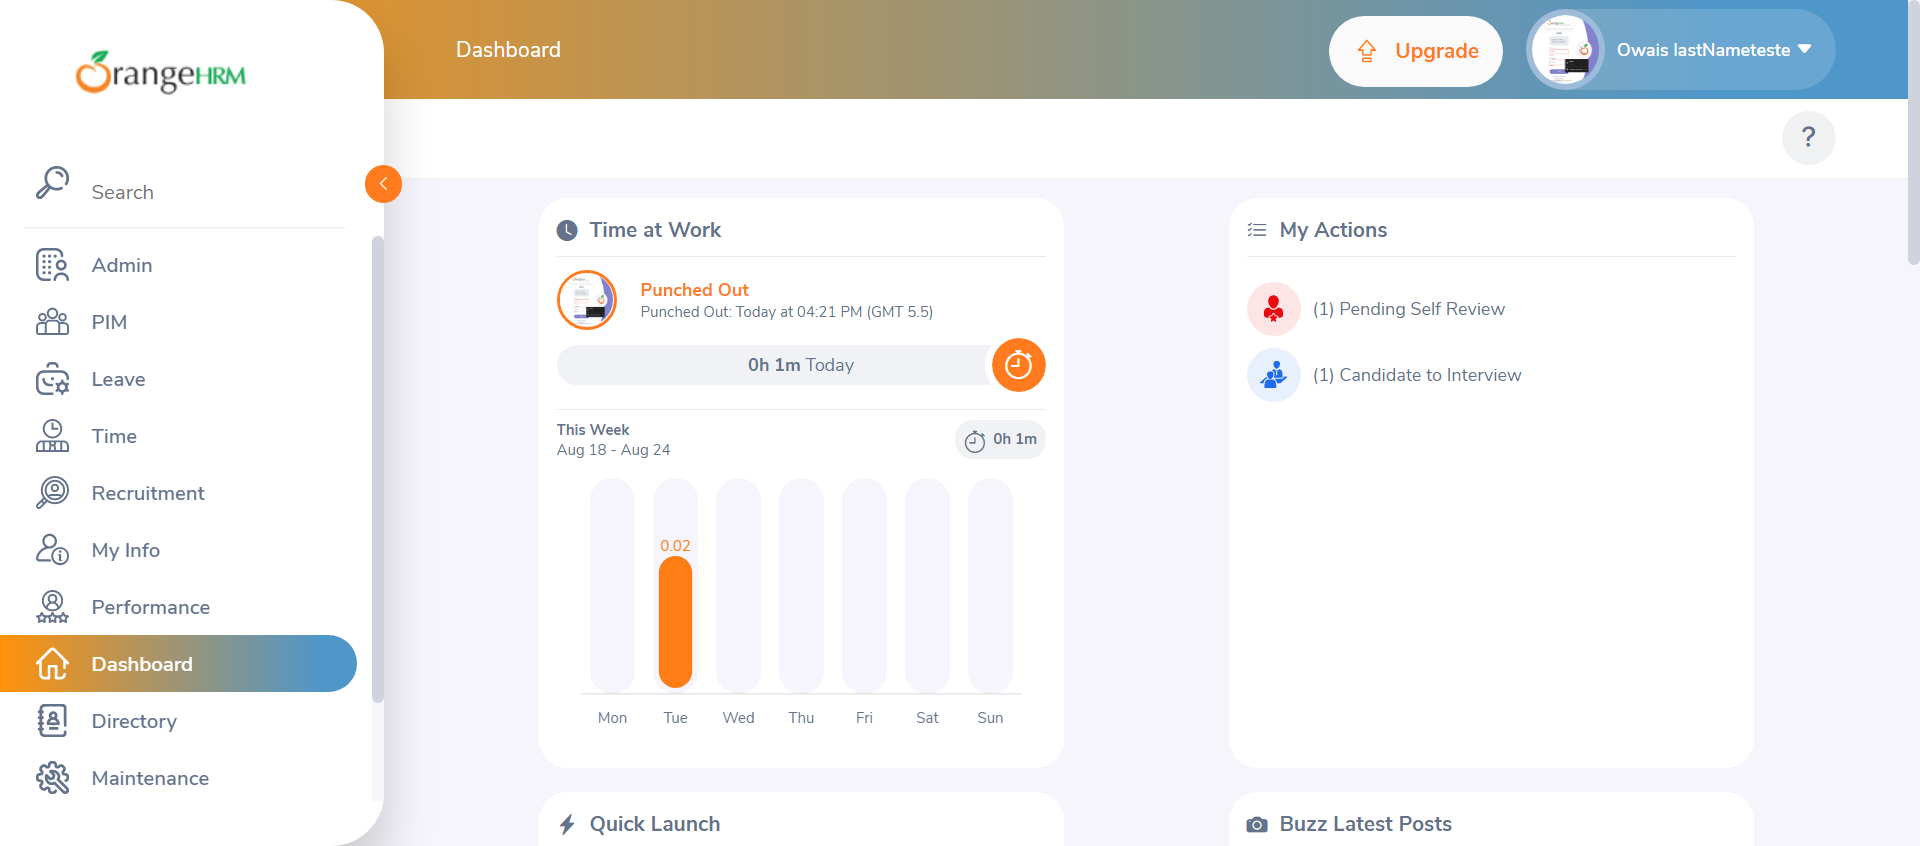 OrangeHRM
Dashboard
Upgrade
Owais lastNameteste
?
Search
Admin
PIM
Leave
Time
Recruitment
My Info
Performance
Dashboard
Directory
Maintenance
Time at Work
Punched Out
Punched Out: Today at 04:21 PM (GMT 5.5)
0h 1m Today
This Week
Aug 18 - Aug 24
0h 1m
0.02
Mon Tue Wed Thu Fri Sat Sun
My Actions
(1) Pending Self Review
(1) Candidate to Interview
Quick Launch
Buzz Latest Posts